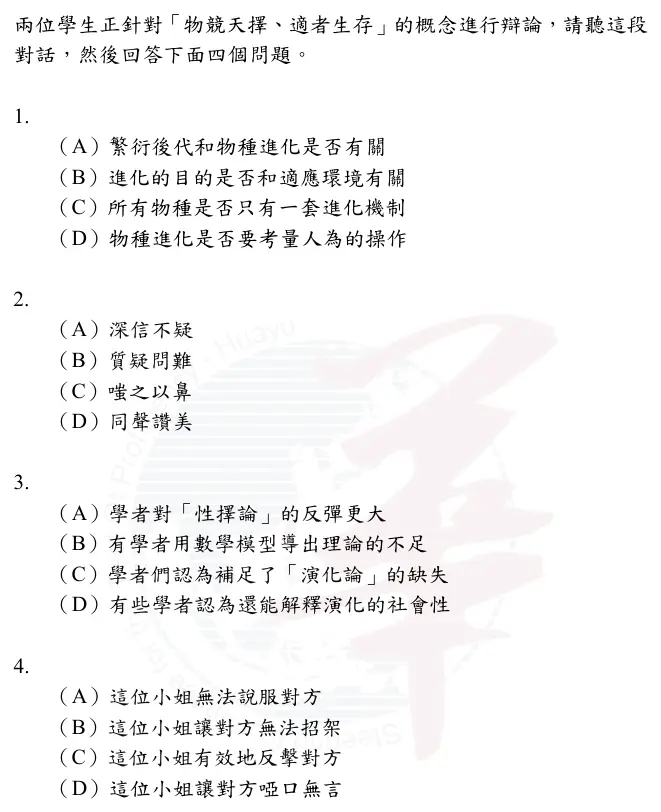 兩位學生正針對「物競天擇、適者生存」的概念進行辯論，請聽這段
對話，然後回答下面四個問題。
1.
（A）繁衍後代和物種進化是否有關
（B）進化的目的是否和適應環境有關
（C）所有物種是否只有一套進化機制
（D）物種進化是否要考量人為的操作
2.
（A）深信不疑
（B）質疑問難
（C）嗤之以鼻
（D）同聲讚美
3.
（A）學者對「性擇論」的反彈更大
（B）有學者用數學模型導出理論的不足
（C）學者們認為補足了「演化論」的缺失
（D）有些學者認為還能解釋演化的社會性
4.
（A）這位小姐無法說服對方
（B）這位小姐讓對方無法招架
（C）這位小姐有效地反擊對方
（D）這位小姐讓對方啞口無言